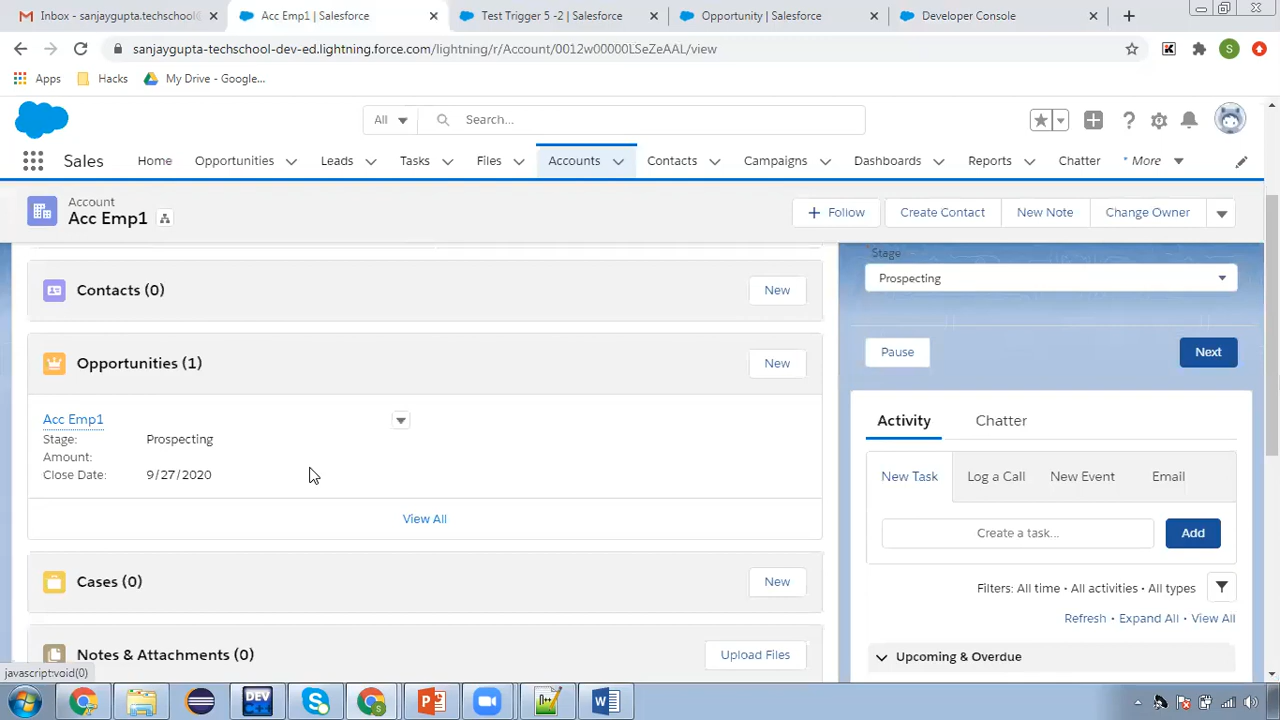 Inbox - sanjaygupta.techschool
Acc Emp1 | Salesforce
Test Trigger 5 -2 | Salesforce
Opportunity | Salesforce
Developer Console
sanjaygupta-techschool-dev-ed.lightning.force.com/lightning/r/Account/0012w00000LSeZeAAL/view
S
Apps
Hacks
My Drive - Google...
All
Search...
Sales
Home
Opportunities
Leads
Tasks
Files
Accounts
Contacts
Campaigns
Dashboards
Reports
Chatter
* More
Account
Acc Emp1
Follow
Create Contact
New Note
Change Owner
Stage
Prospecting
Contacts (0)
New
Pause
Next
Opportunities (1)
New
Acc Emp1
Stage: Prospecting
Amount:
Close Date: 9/27/2020
View All
Activity
Chatter
New Task
Log a Call
New Event
Email
Create a task...
Add
Cases (0)
New
Filters: All time • All activities • All types
Refresh • Expand All • View All
Notes & Attachments (0)
Upload Files
Upcoming & Overdue
javascript:void(0)
DEV